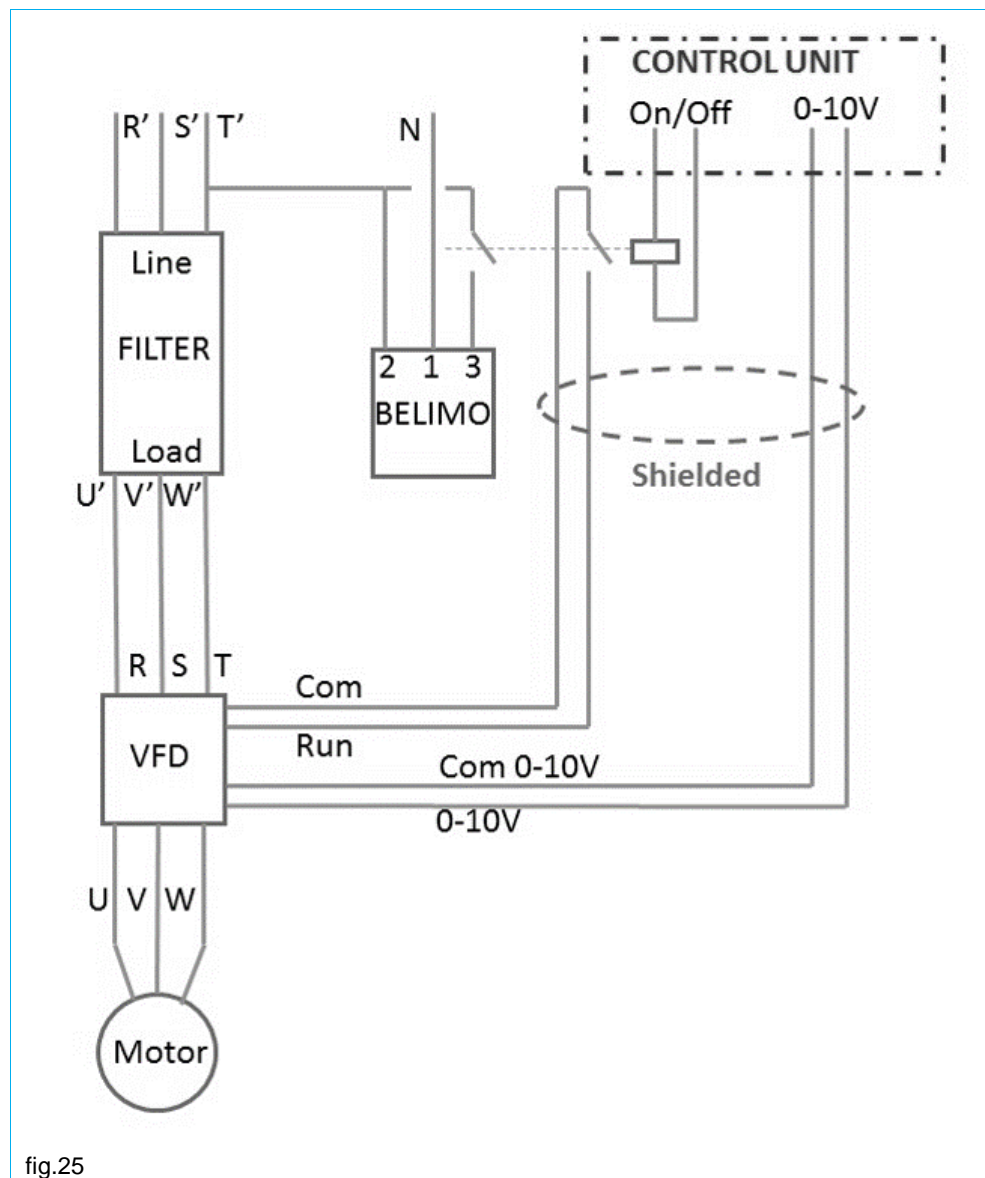 CONTROL UNIT
On/Off 0-10V
R’ S’ T’ N
Line
FILTER
Load
2 1 3
BELIMO
Shielded
U’ V’ W’
R S T
Com
VFD
Run
Com 0-10V
0-10V
U V W
Motor
fig.25